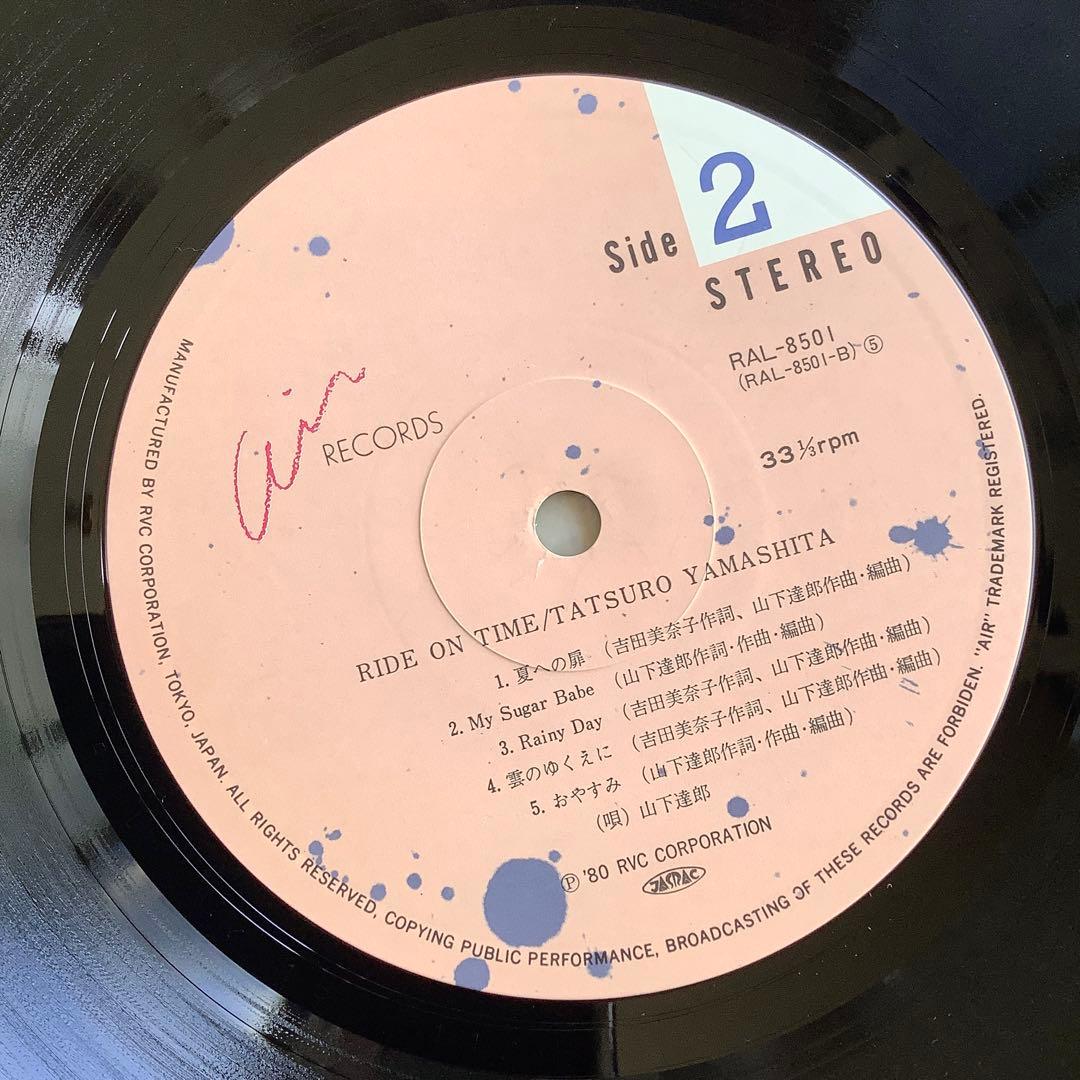 Side 2
STEREO
RAL-8501
(RAL-8501-B) ⑤
33⅓rpm
air RECORDS
RIDE ON TIME/TATSURO YAMASHITA
1. 夏への扉 (吉田美奈子作詞、山下達郎作曲・編曲)
2. My Sugar Babe (山下達郎作詞・作曲・編曲)
3. Rainy Day (吉田美奈子作詞、山下達郎作曲・編曲)
4. 雲のゆくえに (吉田美奈子作詞、山下達郎作曲・編曲)
5. おやすみ (山下達郎作詞・作曲・編曲)
(唄) 山下達郎
Ⓟ '80 RVC CORPORATION
JASRAC
MANUFACTURED BY RVC CORPORATION, TOKYO, JAPAN. ALL RIGHTS RESERVED, COPYING PUBLIC PERFORMANCE, BROADCASTING OF THESE RECORDS ARE FORBIDDEN. "AIR" TRADEMARK REGISTERED.